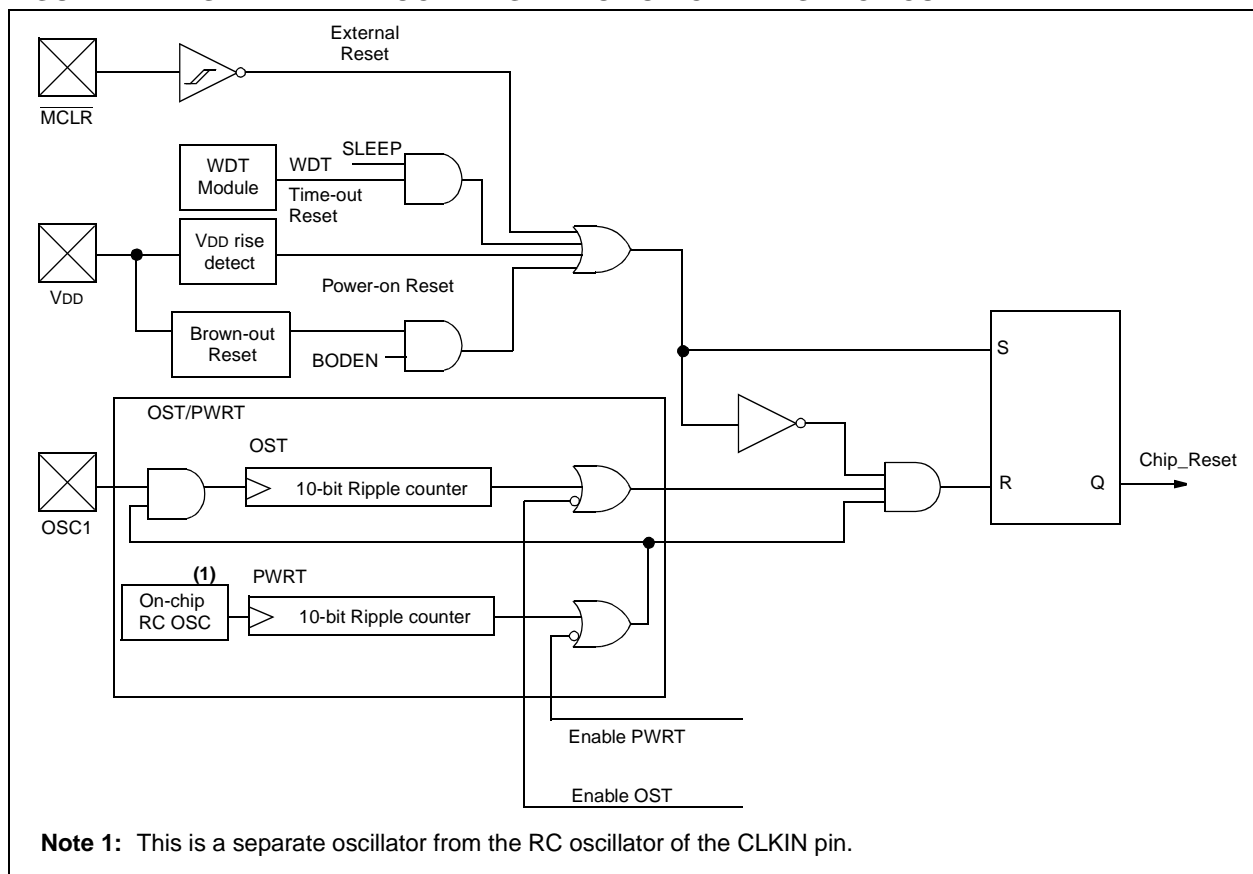 External
Reset
MCLR
SLEEP
WDT
Module
WDT
Time-out
Reset
VDD rise
detect
VDD
Power-on Reset
Brown-out
Reset
BODEN
S
OST/PWRT
OST
10-bit Ripple counter
OSC1
Chip_Reset
R
Q
(1)
On-chip
RC OSC
PWRT
10-bit Ripple counter
Enable PWRT
Enable OST
Note 1: This is a separate oscillator from the RC oscillator of the CLKIN pin.